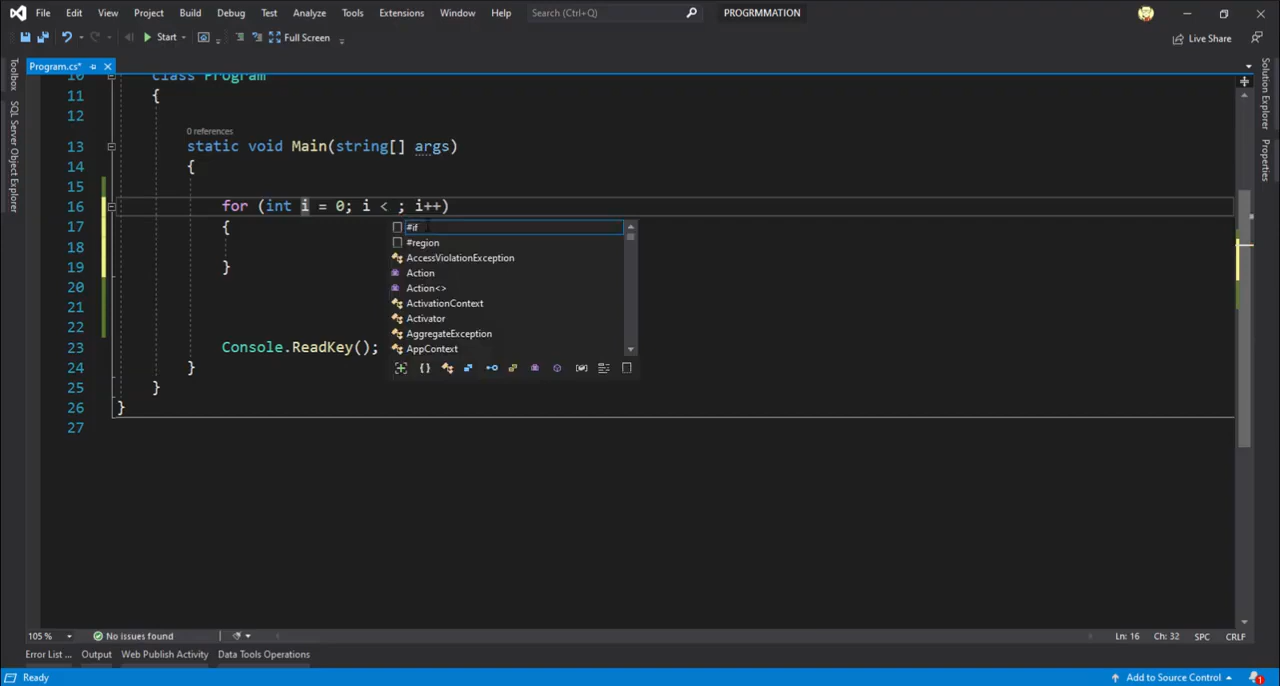 File Edit View Project Build Debug Test Analyze Tools Extensions Window Help Search (Ctrl+Q) PROGRMMATION
Start Full Screen Live Share
Program.cs*
Toolbox
SQL Server Object Explorer
Solution Explorer
Properties
10 class Program
11 {
12
0 references
13 static void Main(string[] args)
14 {
15
16 for (int i = 0; i < ; i++)
17 {
#if
18 #region
AccessViolationException
19 }
Action
20 Action<>
21 ActivationContext
Activator
22 AggregateException
23 Console.ReadKey();
AppContext
24 }
25 }
26 }
27
105 % No issues found Ln: 16 Ch: 32 SPC CRLF
Error List ... Output Web Publish Activity Data Tools Operations
Ready Add to Source Control 1